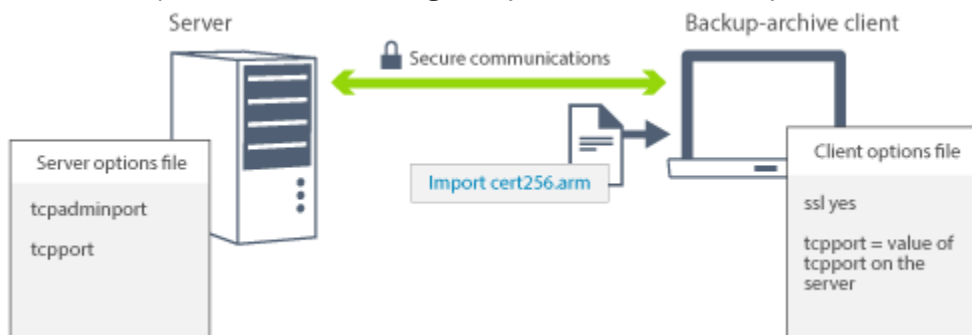 Server
Backup-archive client
Secure communications
Server options file
tcpadminport
tcpport
Import cert256.arm
Client options file
ssl yes
tcpport = value of
tcpport on the
server